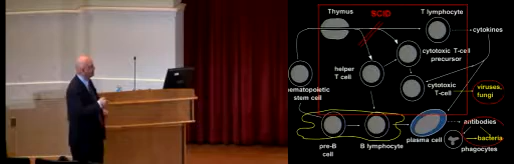 Thymus
SCID
T lymphocyte
cytokines
cytotoxic T-cell
precursor
helper
T cell
hematopoietic
stem cell
cytotoxic
T-cell
viruses,
fungi
antibodies
bacteria
phagocytes
plasma cell
B lymphocyte
pre-B
cell